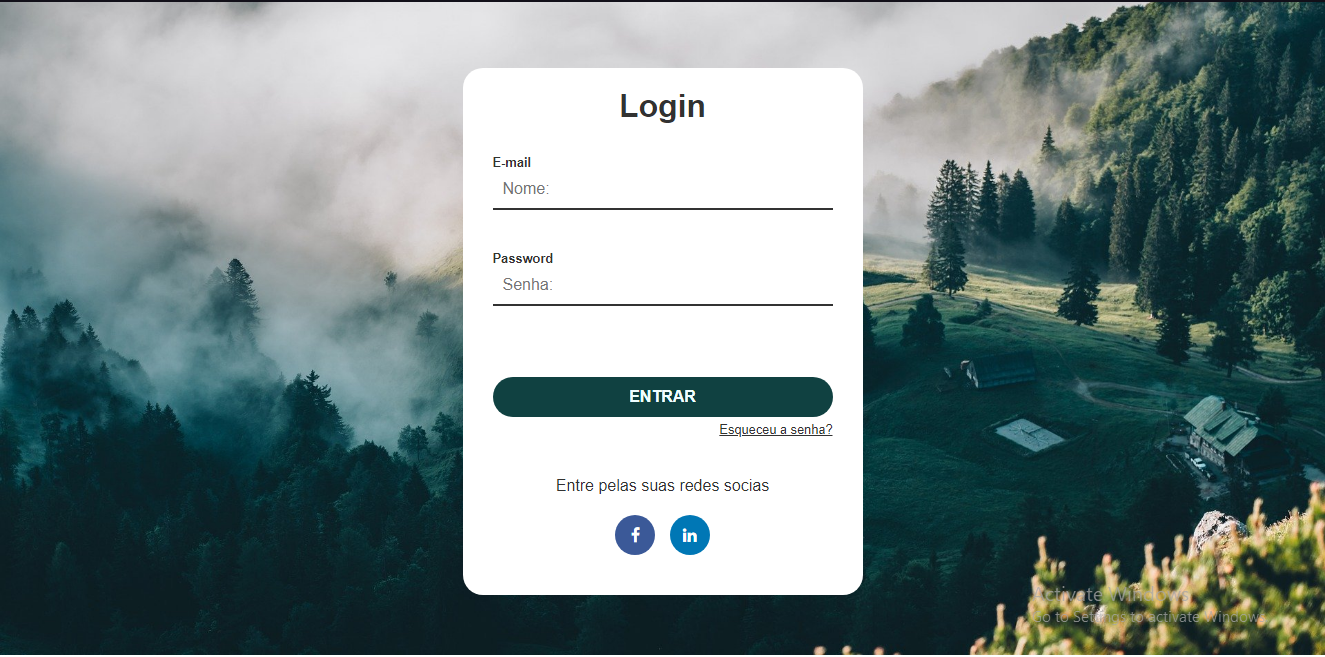 Login
E-mail
Nome:
Password
Senha:
ENTRAR
Esqueceu a senha?
Entre pelas suas redes socias
f
in
Activate Windows
Go to Settings to activate Windows.